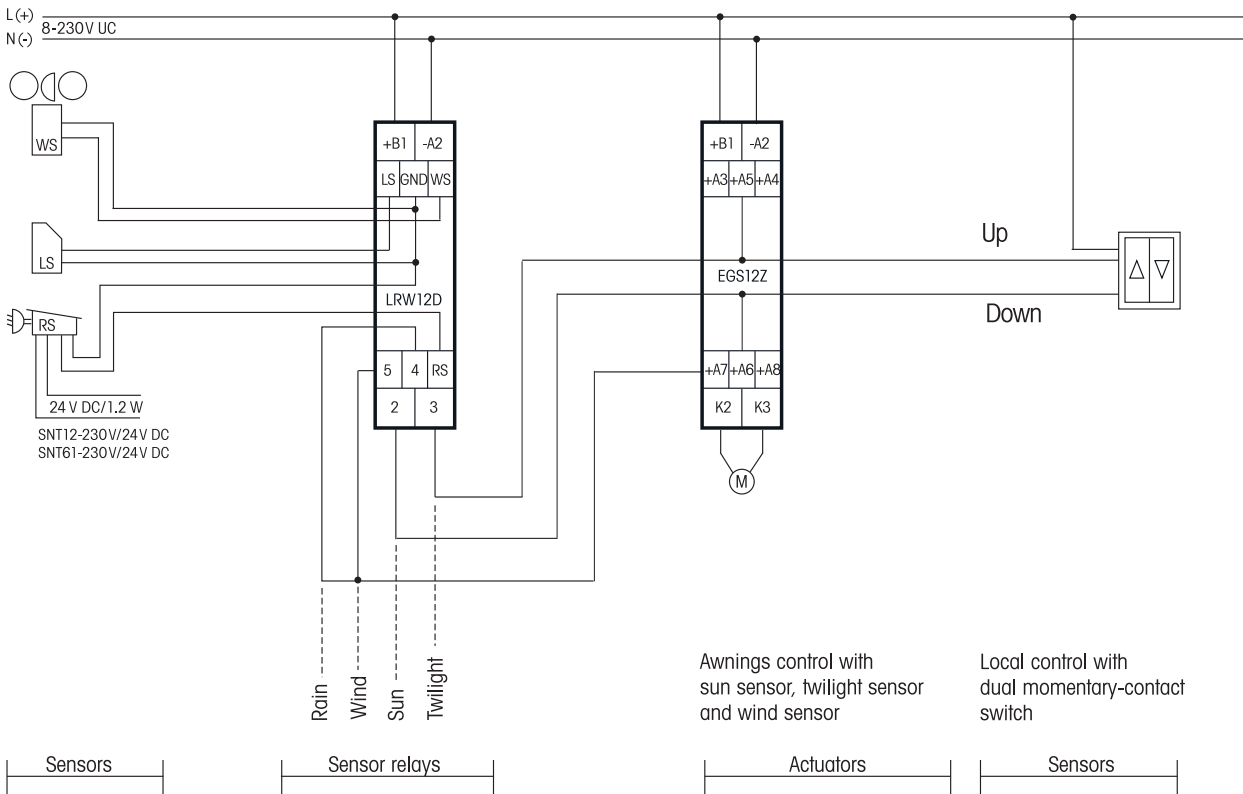 L(+)
8-230V UC
N(-)
WS
LS
RS
24 V DC/1.2 W
SNT12-230V/24V DC
SNT61-230V/24V DC
+B1 -A2
LS GND WS
LRW12D
5 4 RS
2 3
+B1 -A2
+A3 +A5 +A4
EGS12Z
+A7 +A6 +A8
K2 K3
M
Up
Down
Rain
Wind
Sun
Twilight
Awnings control with
sun sensor, twilight sensor
and wind sensor
Local control with
dual momentary-contact
switch
Sensors
Sensor relays
Actuators
Sensors